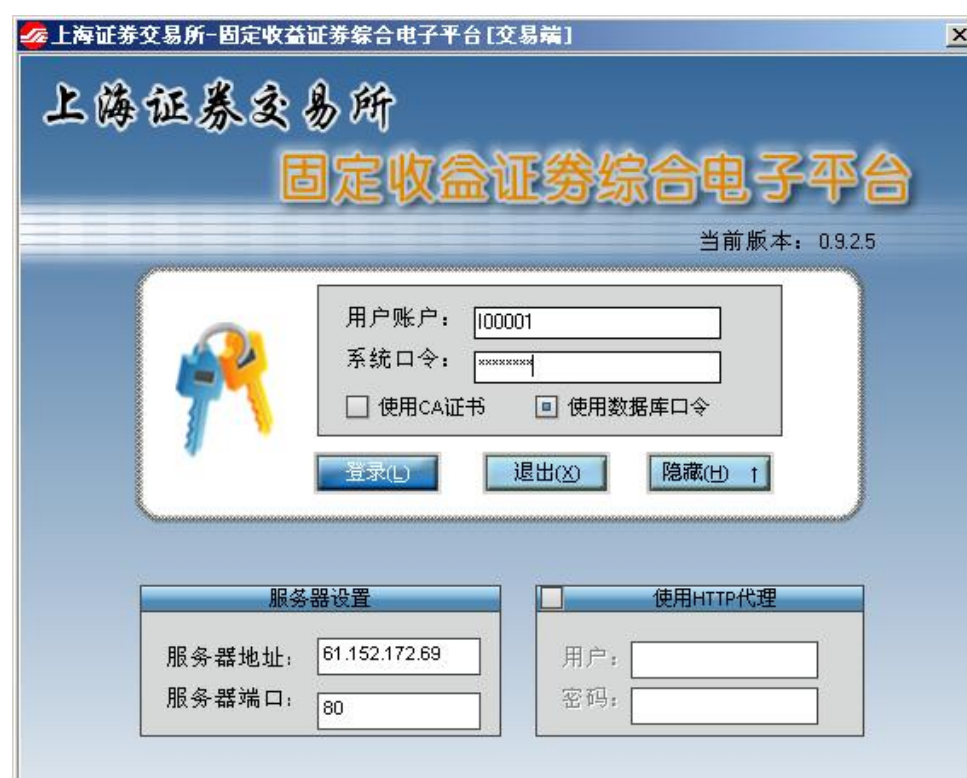 上海证券交易所-固定收益证券综合电子平台[交易端]
上海证券交易所
固定收益证券综合电子平台
当前版本: 0.9.2.5
用户账户: I00001
系统口令: ********
使用CA证书 使用数据库口令
登录(L) 退出(X) 隐藏(H) ↑
服务器设置 使用HTTP代理
服务器地址: 61.152.172.69 用户:
服务器端口: 80 密码: